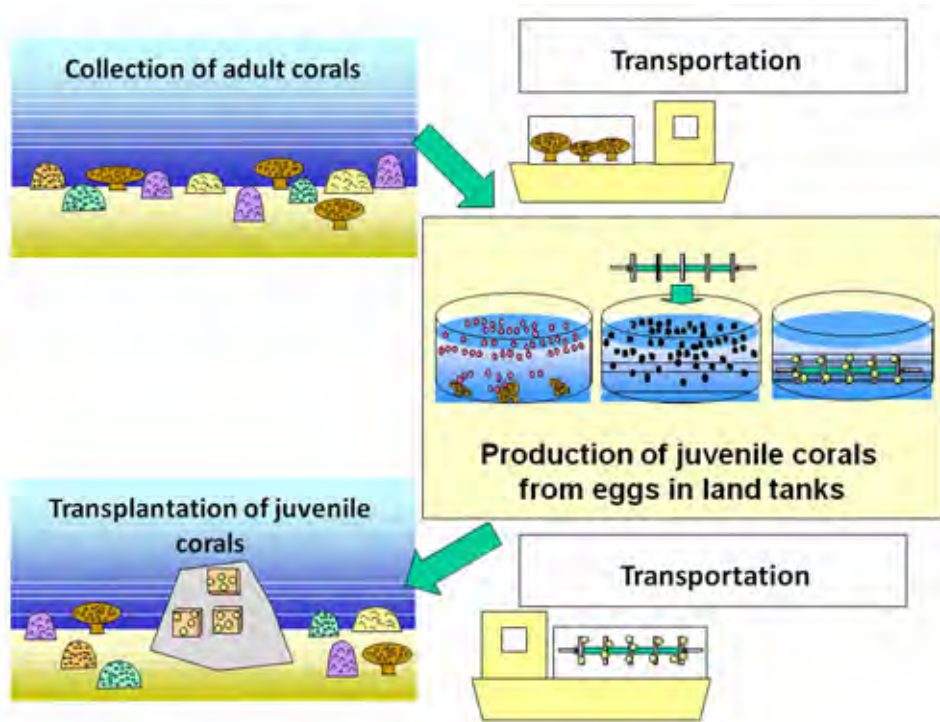 Collection of adult corals
Transportation
Production of juvenile corals
from eggs in land tanks
Transplantation of juvenile
corals
Transportation